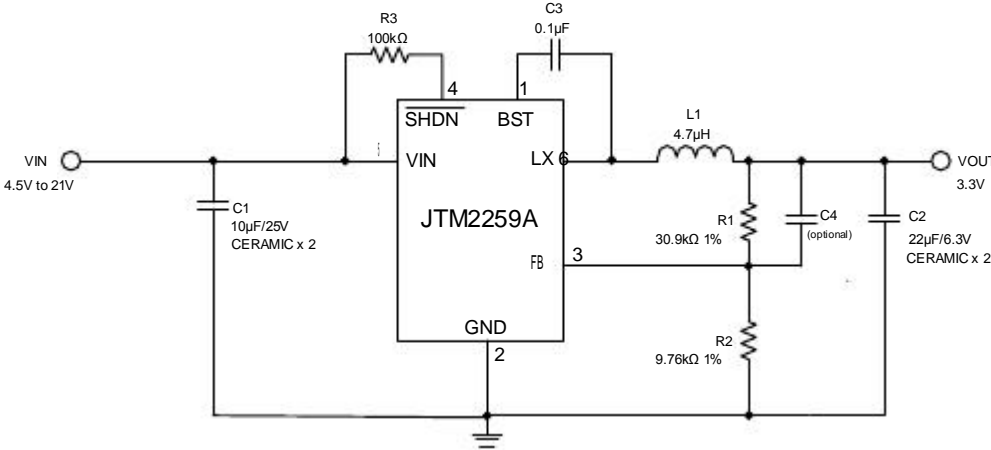 C3
0.1µF
R3
100kΩ
4
1
SHDN
BST
L1
4.7µH
VIN
4.5V to 21V
VIN
LX 6
VOUT
3.3V
JTM2259A
C1
10µF/25V
CERAMIC x 2
R1
30.9kΩ 1%
C4
(optional)
C2
22µF/6.3V
CERAMIC x 2
FB
3
GND
2
R2
9.76kΩ 1%